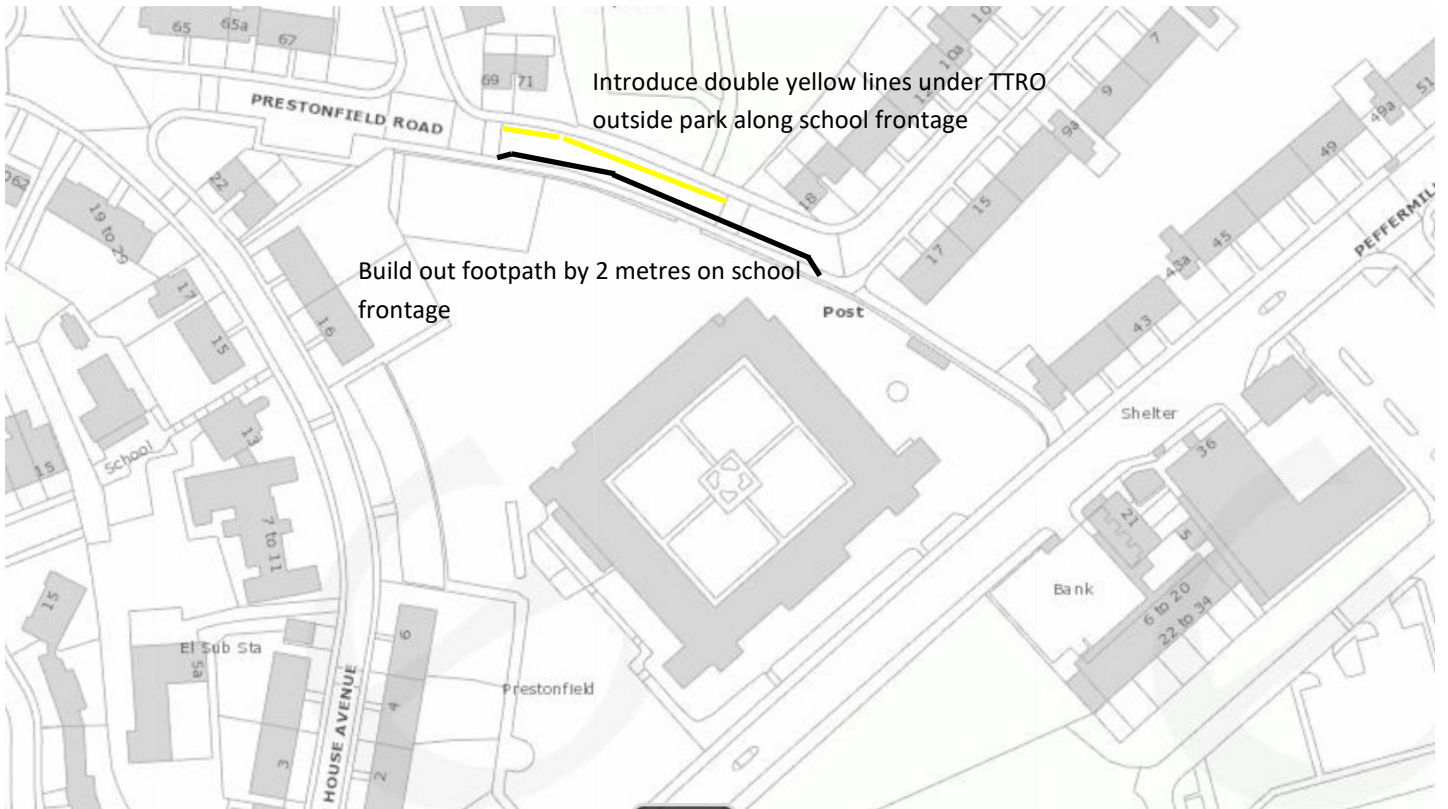 65
65a
67
69
71
Introduce double yellow lines under TTRO
outside park along school frontage
PRESTONFIELD ROAD
10a
12
7
9
9a
51
49a
49
22
18
15
17
45
PEFFERMILL
19 to 29
Build out footpath by 2 metres on school
frontage
43a
43
Post
17
15
16
Shelter
School
13
15
36
7 to 11
21
5
Bank
6 to 20
22 to 34
15
El Sub Sta
5a
6
4
2
3
Prestonfield
HOUSE AVENUE